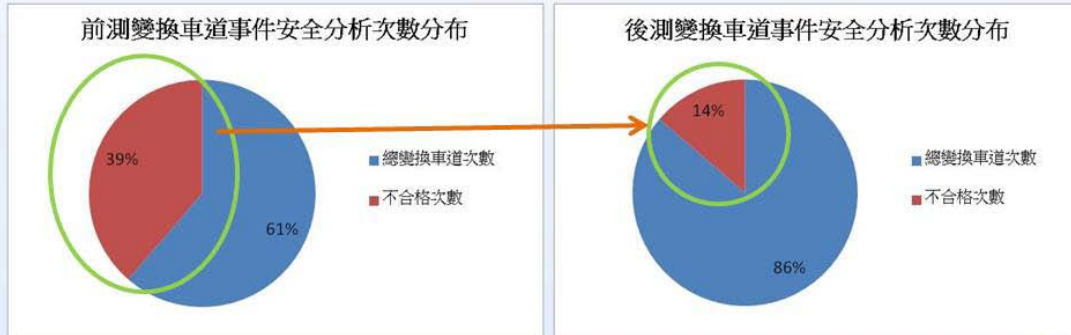 前測變換車道事件安全分析次數分布
39%
61%
總變換車道次數
不合格次數
後測變換車道事件安全分析次數分布
14%
86%
總變換車道次數
不合格次數